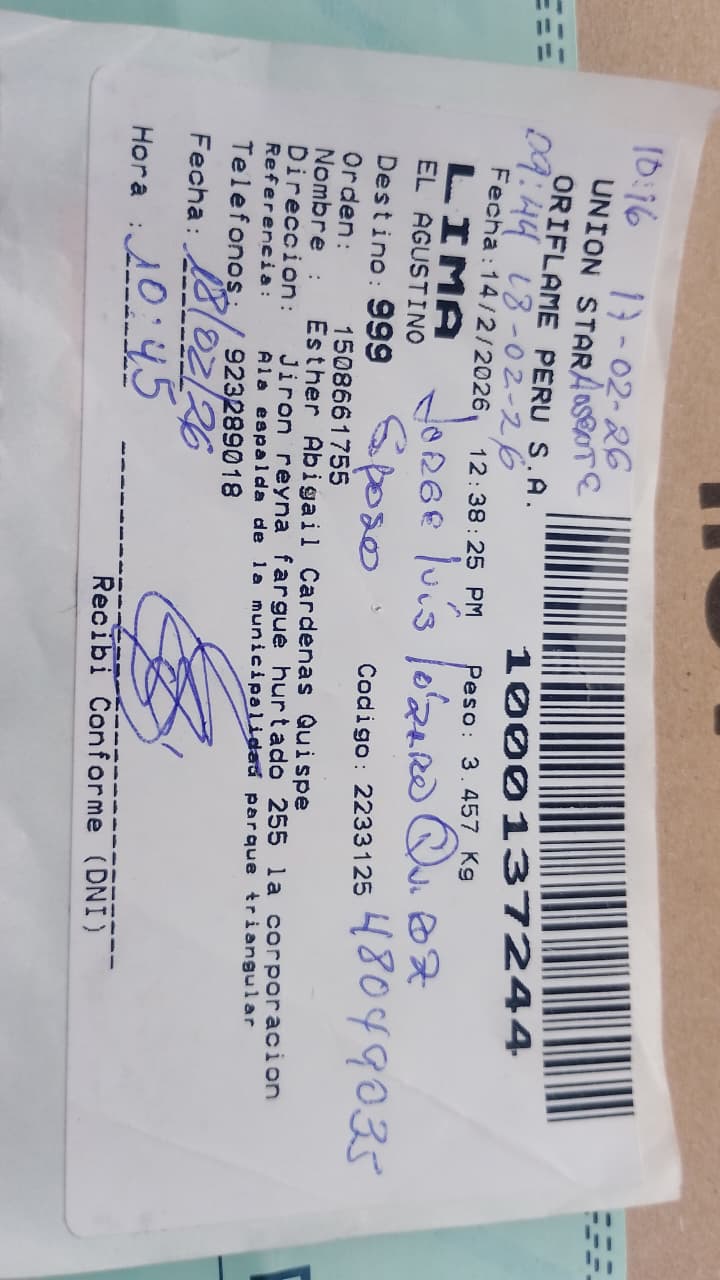 10:16 17-02-26
UNION STAR Ausente
ORIFLAME PERU S.A.
09:44 18-02-26
1000137244
Fecha:14/2/2026 12:38:25 PM Peso: 3.457 Kg
LIMA
EL AGUSTINO Jorge Luis Lázaro
Destino: 999 Esposo 48049035
Orden: 1508661755 Codigo: 2233125
Nombre : Esther Abigail Cardenas Quispe
Direccion: Jiron reyna fargue hurtado 255 la corporacion
Referencia: Ala espalda de la municipalidad parque triangular
Telefonos: 923289018
Fecha: 18/02/26
Hora : 10:45
Recibi Conforme (DNI)